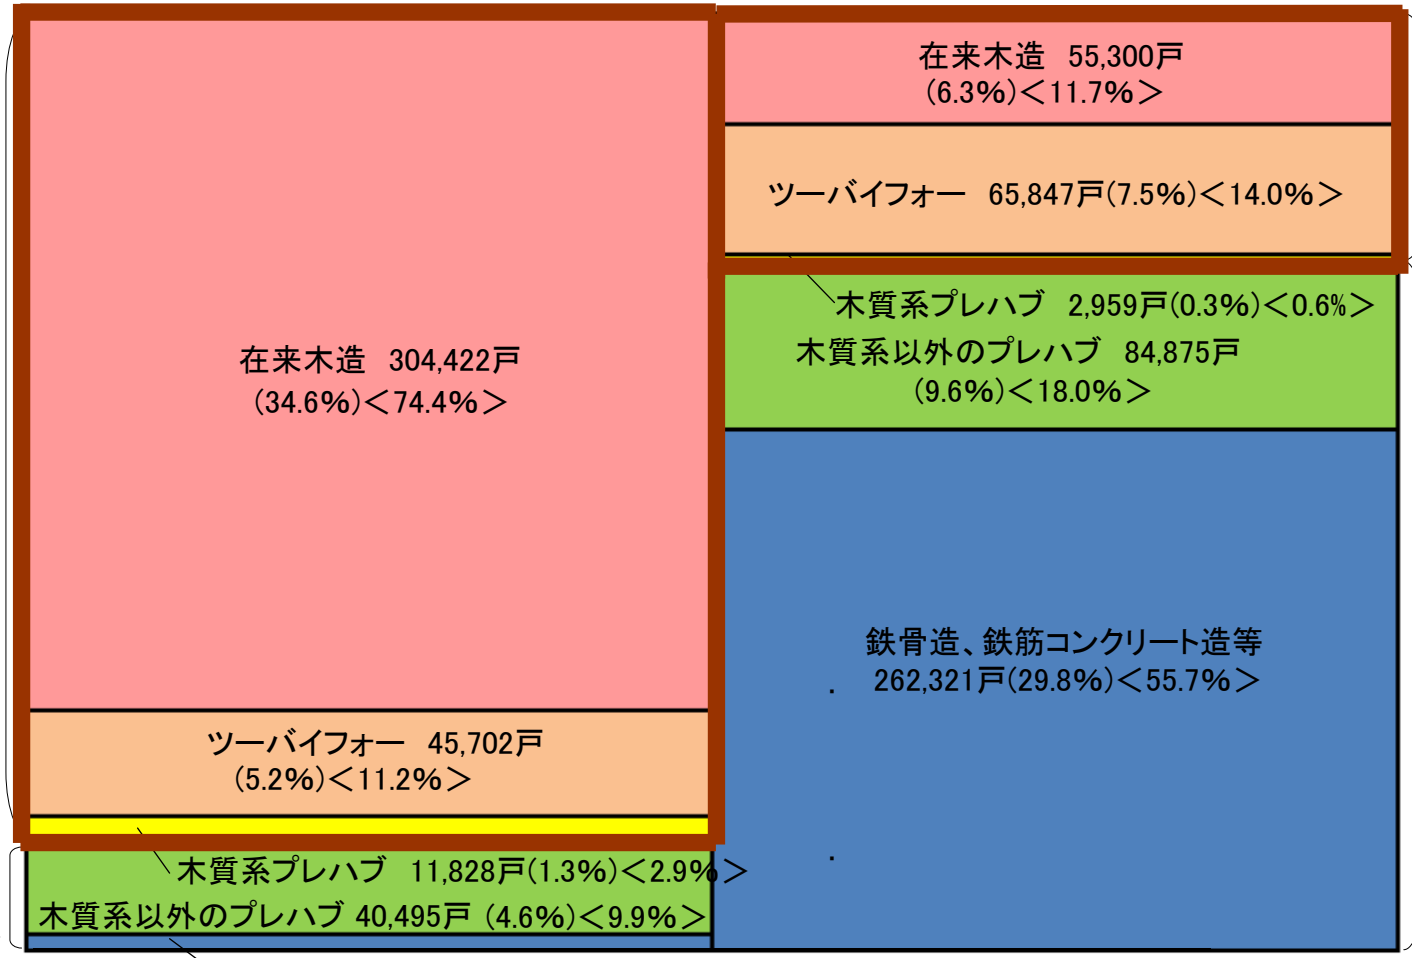 在来木造 304,422戸
(34.6%)＜74.4%＞
ツーバイフォー 45,702戸
(5.2%)＜11.2%＞
木質系プレハブ 11,828戸(1.3%)＜2.9%＞
木質系以外のプレハブ 40,495戸 (4.6%)＜9.9%＞
在来木造 55,300戸
(6.3%)＜11.7%＞
ツーバイフォー 65,847戸(7.5%)＜14.0%＞
木質系プレハブ 2,959戸(0.3%)＜0.6%＞
木質系以外のプレハブ 84,875戸
(9.6%)＜18.0%＞
鉄骨造、鉄筋コンクリート造等
262,321戸(29.8%)＜55.7%＞